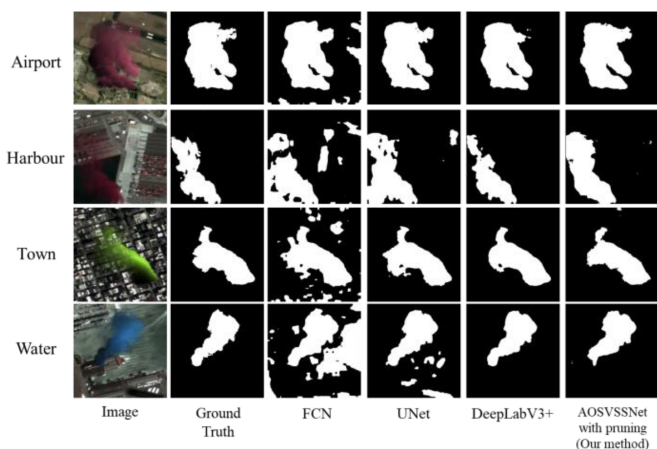 Airport
Harbour
Town
Water
Image
Ground
Truth
FCN
UNet
DeepLabV3+
AOSVSSNet
with pruning
(Our method)